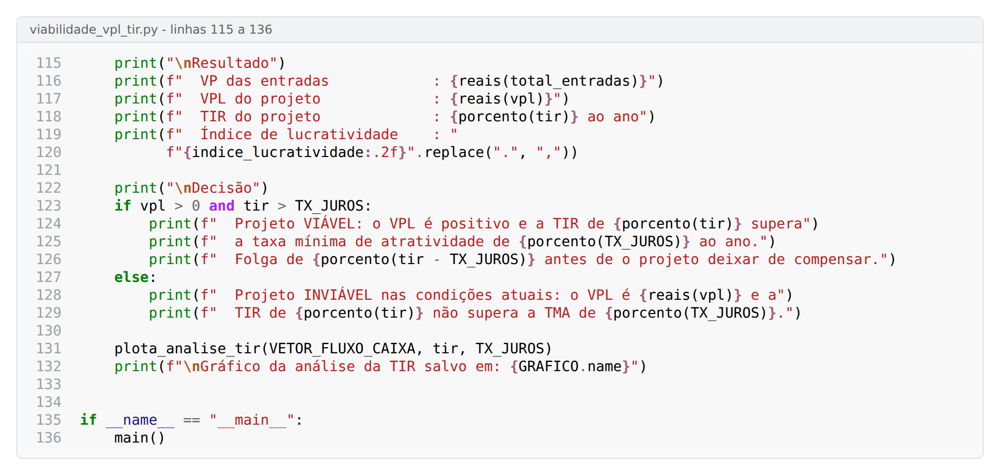 viabilidade_vpl_tir.py - linhas 115 a 136
115     print("\nResultado")
116     print(f"  VP das entradas            : {reais(total_entradas)}")
117     print(f"  VPL do projeto             : {reais(vpl)}")
118     print(f"  TIR do projeto             : {porcento(tir)} ao ano")
119     print(f"  Índice de lucratividade    : "
120           f"{indice_lucratividade:.2f}".replace(".", ","))
121
122     print("\nDecisão")
123     if vpl > 0 and tir > TX_JUROS:
124         print(f"  Projeto VIÁVEL: o VPL é positivo e a TIR de {porcento(tir)} supera")
125         print(f"  a taxa mínima de atratividade de {porcento(TX_JUROS)} ao ano.")
126         print(f"  Folga de {porcento(tir - TX_JUROS)} antes de o projeto deixar de compensar.")
127     else:
128         print(f"  Projeto INVIÁVEL nas condições atuais: o VPL é {reais(vpl)} e a")
129         print(f"  TIR de {porcento(tir)} não supera a TMA de {porcento(TX_JUROS)}.")
130
131     plota_analise_tir(VETOR_FLUXO_CAIXA, tir, TX_JUROS)
132     print(f"\nGráfico da análise da TIR salvo em: {GRAFICO.name}")
133
134
135 if __name__ == "__main__":
136     main()